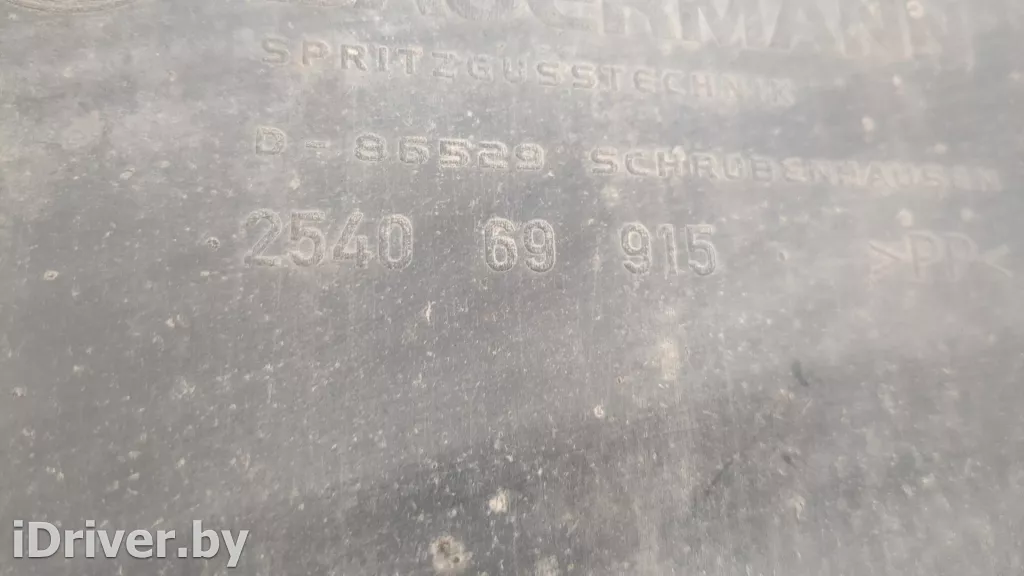 SPRITZGUSSTECHNIK
D-86529 SCHROBENHAUSEN
2540 69 915 >PP<
iDriver.by